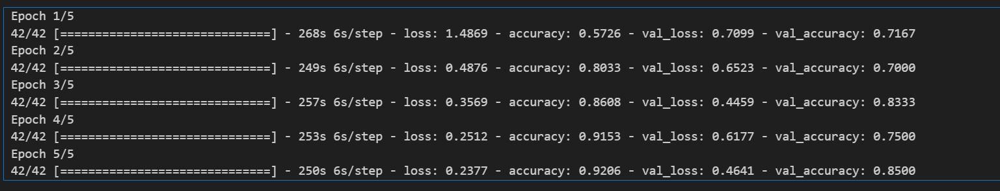 Epoch 1/5
42/42 [==============================] - 268s 6s/step - loss: 1.4869 - accuracy: 0.5726 - val_loss: 0.7099 - val_accuracy: 0.7167
Epoch 2/5
42/42 [==============================] - 249s 6s/step - loss: 0.4876 - accuracy: 0.8033 - val_loss: 0.6523 - val_accuracy: 0.7000
Epoch 3/5
42/42 [==============================] - 257s 6s/step - loss: 0.3569 - accuracy: 0.8608 - val_loss: 0.4459 - val_accuracy: 0.8333
Epoch 4/5
42/42 [==============================] - 253s 6s/step - loss: 0.2512 - accuracy: 0.9153 - val_loss: 0.6177 - val_accuracy: 0.7500
Epoch 5/5
42/42 [==============================] - 250s 6s/step - loss: 0.2377 - accuracy: 0.9206 - val_loss: 0.4641 - val_accuracy: 0.8500